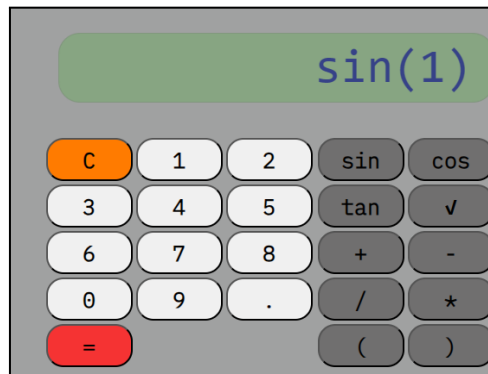 sin(1)
C 1 2 sin cos
3 4 5 tan √
6 7 8 + -
0 9 . / *
= ( )